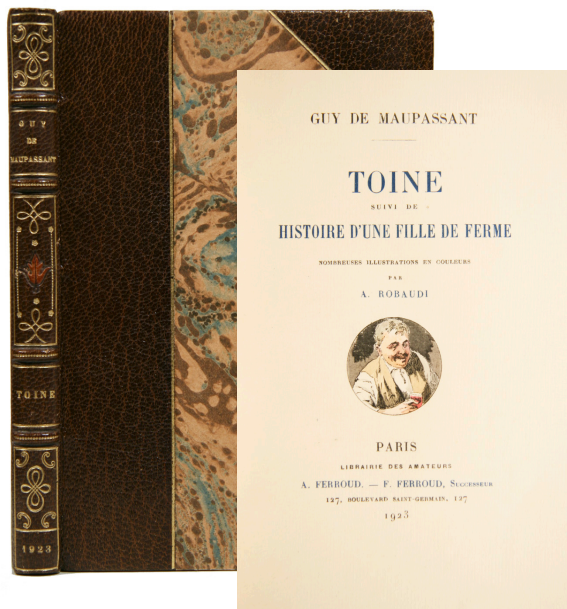 GUY
DE
MAUPASSANT
TOINE
1923
GUY DE MAUPASSANT
TOINE
SUIVI DE
HISTOIRE D'UNE FILLE DE FERME
NOMBREUSES ILLUSTRATIONS EN COULEURS
PAR
A. ROBAUDI
PARIS
LIBRAIRIE DES AMATEURS
A. FERROUD. — F. FERROUD, SUCCESSEUR
127, BOULEVARD SAINT-GERMAIN, 127
1923